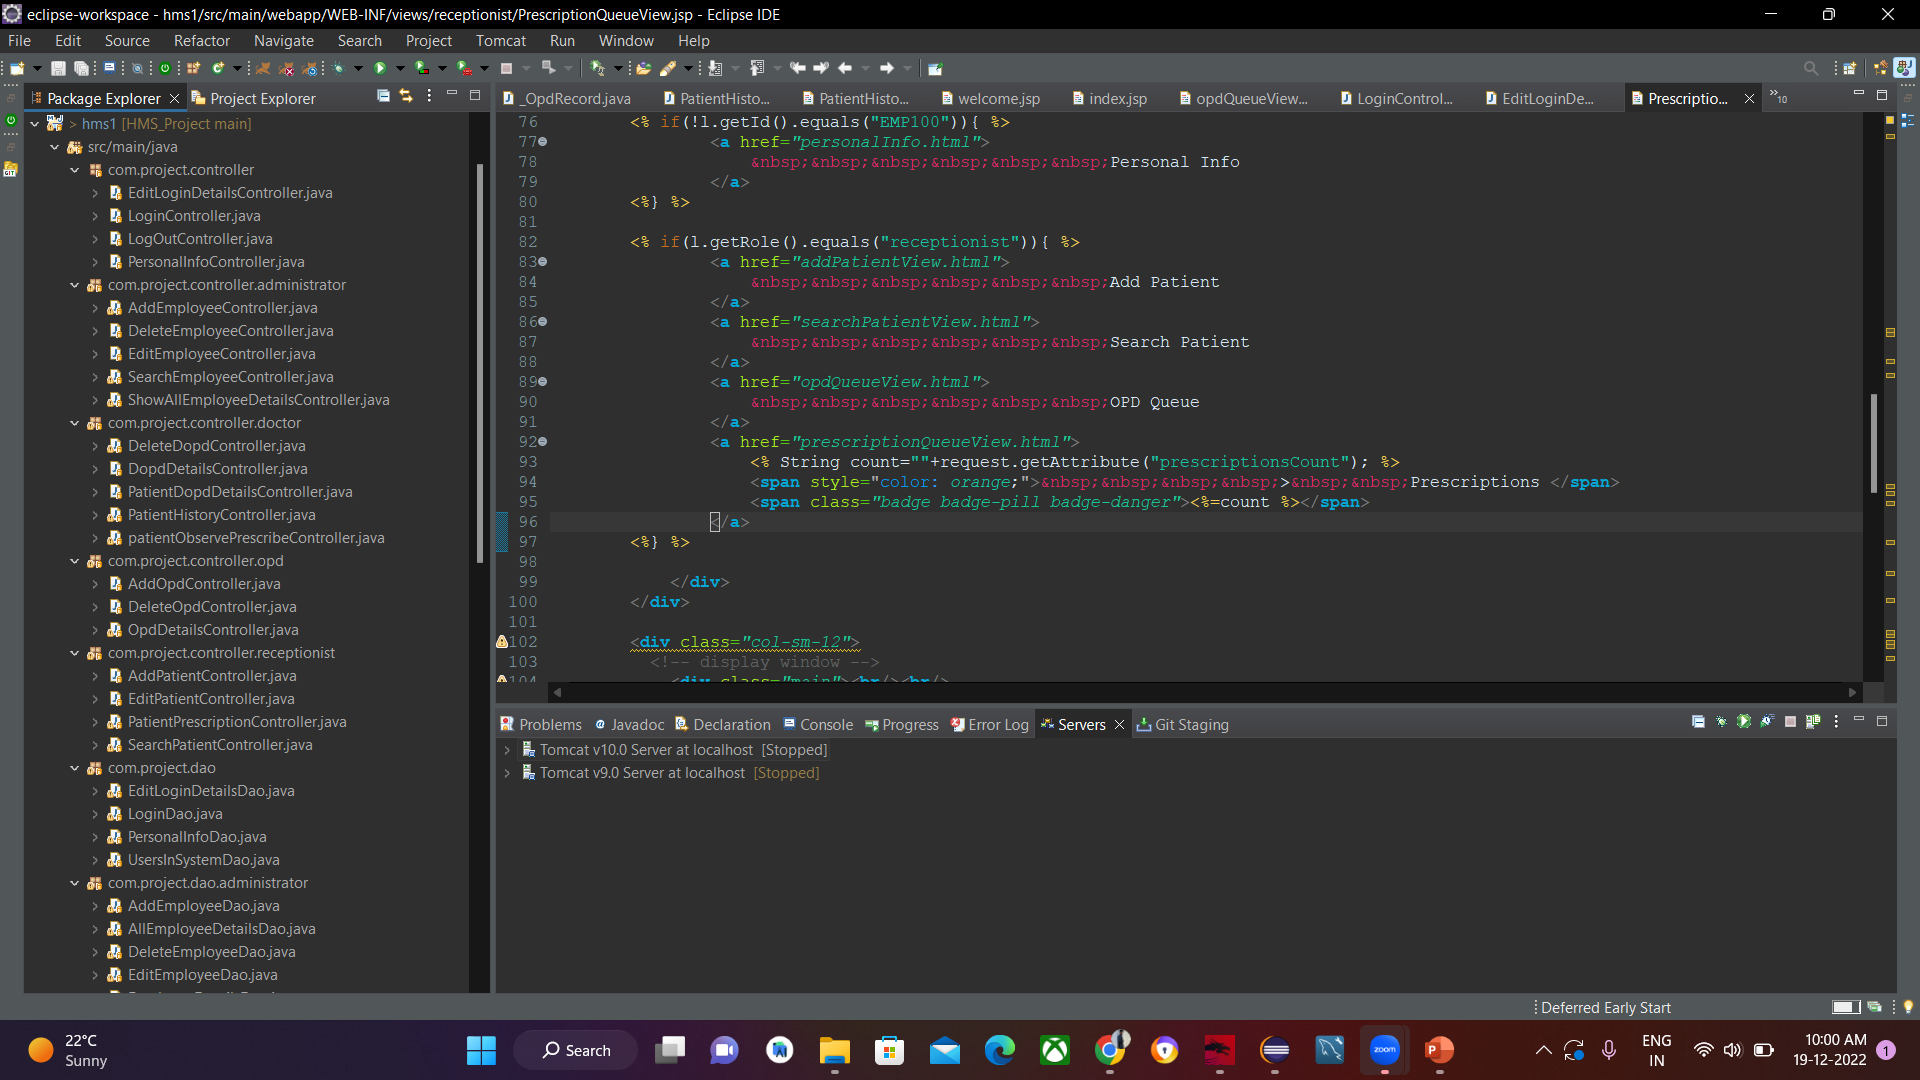 eclipse-workspace - hms1/src/main/webapp/WEB-INF/views/receptionist/PrescriptionQueueView.jsp - Eclipse IDE
File Edit Source Refactor Navigate Search Project Tomcat Run Window Help
Package Explorer Project Explorer
_OpdRecord.java PatientHisto... PatientHisto... welcome.jsp index.jsp opdQueueView... LoginControl... EditLoginDe... Prescriptio... »10
> hms1 [HMS_Project main]
src/main/java
com.project.controller
EditLoginDetailsController.java
LoginController.java
LogOutController.java
PersonalInfoController.java
com.project.controller.administrator
AddEmployeeController.java
DeleteEmployeeController.java
EditEmployeeController.java
SearchEmployeeController.java
ShowAllEmployeeDetailsController.java
com.project.controller.doctor
DeleteDopdController.java
DopdDetailsController.java
PatientDopdDetailsController.java
PatientHistoryController.java
patientObservePrescribeController.java
com.project.controller.opd
AddOpdController.java
DeleteOpdController.java
OpdDetailsController.java
com.project.controller.receptionist
AddPatientController.java
EditPatientController.java
PatientPrescriptionController.java
SearchPatientController.java
com.project.dao
EditLoginDetailsDao.java
LoginDao.java
PersonalInfoDao.java
UsersInSystemDao.java
com.project.dao.administrator
AddEmployeeDao.java
AllEmployeeDetailsDao.java
DeleteEmployeeDao.java
EditEmployeeDao.java
76 <% if(!l.getId().equals("EMP100")){ %>
77 <a href="personalInfo.html">
78 &nbsp;&nbsp;&nbsp;&nbsp;&nbsp;&nbsp;Personal Info
79 </a>
80 <%} %>
81
82 <% if(l.getRole().equals("receptionist")){ %>
83 <a href="addPatientView.html">
84 &nbsp;&nbsp;&nbsp;&nbsp;&nbsp;&nbsp;Add Patient
85 </a>
86 <a href="searchPatientView.html">
87 &nbsp;&nbsp;&nbsp;&nbsp;&nbsp;&nbsp;Search Patient
88 </a>
89 <a href="opdQueueView.html">
90 &nbsp;&nbsp;&nbsp;&nbsp;&nbsp;&nbsp;OPD Queue
91 </a>
92 <a href="prescriptionQueueView.html">
93 <% String count=""+request.getAttribute("prescriptionsCount"); %>
94 <span style="color: orange;">&nbsp;&nbsp;&nbsp;&nbsp;>&nbsp;&nbsp;Prescriptions </span>
95 <span class="badge badge-pill badge-danger"><%=count %></span>
96 </a>
97 <%} %>
98
99 </div>
100 </div>
101
102 <div class="col-sm-12">
103 <!-- display window -->
104 <div class="main"><br/><br/>
Problems Javadoc Declaration Console Progress Error Log Servers Git Staging
Tomcat v10.0 Server at localhost [Stopped]
Tomcat v9.0 Server at localhost [Stopped]
Deferred Early Start
22°C
Sunny
Search
zoom
ENG
IN
10:00 AM
19-12-2022
1